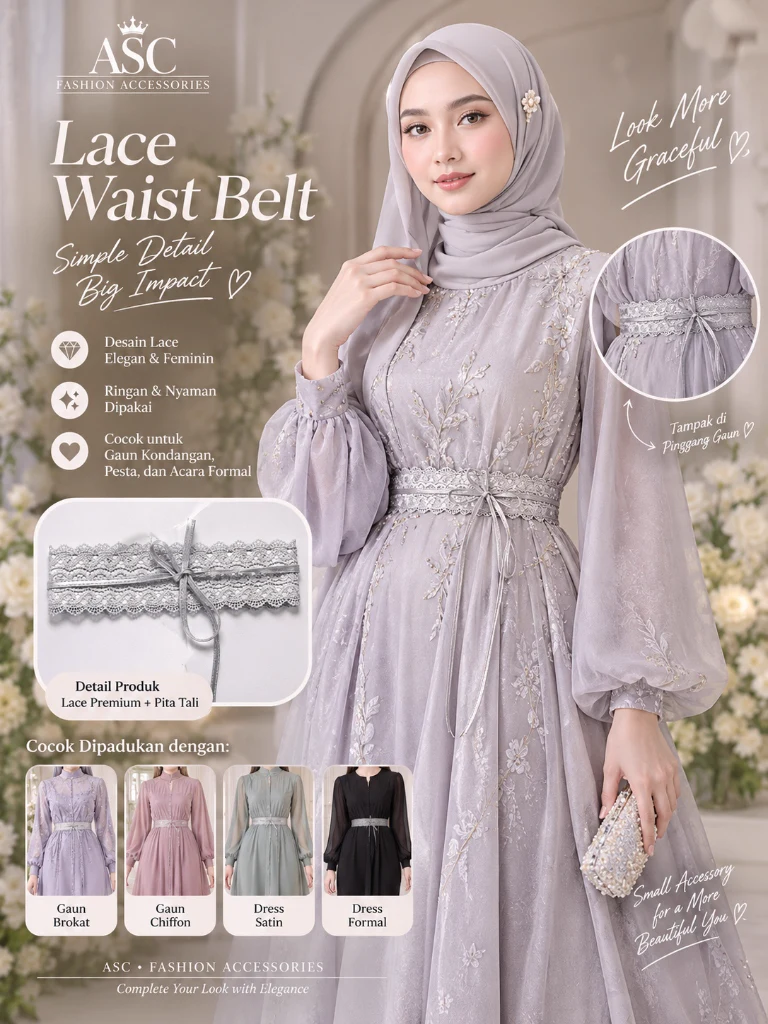 ASC
FASHION ACCESSORIES
Lace
Waist Belt
Simple Detail
Big Impact
Desain Lace
Elegan & Feminin
Ringan & Nyaman
Dipakai
Cocok untuk
Gaun Kondangan,
Pesta, dan Acara Formal
Look More
Graceful
Tampak di
Pinggang Gaun
Detail Produk
Lace Premium + Pita Tali
Cocok Dipadukan dengan:
Gaun
Brokat
Gaun
Chiffon
Dress
Satin
Dress
Formal
Small Accessory
for a More
Beautiful You
ASC • FASHION ACCESSORIES
Complete Your Look with Elegance